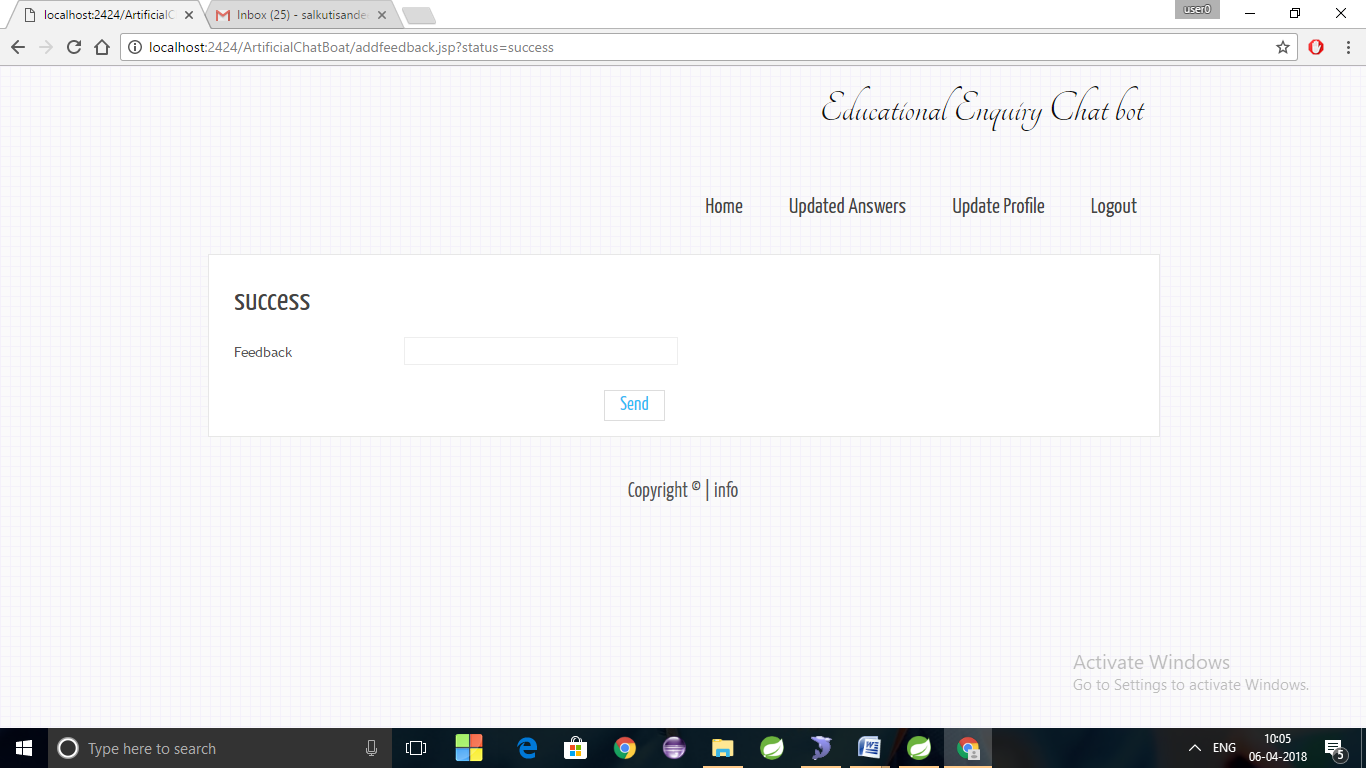 localhost:2424/ArtificialC
Inbox (25) - salkutisandee
user0
localhost:2424/ArtificialChatBoat/addfeedback.jsp?status=success
Educational Enquiry Chat bot
Home Updated Answers Update Profile Logout
success
Feedback
Send
Copyright © | info
Activate Windows
Go to Settings to activate Windows.
Type here to search
ENG
10:05
06-04-2018
5